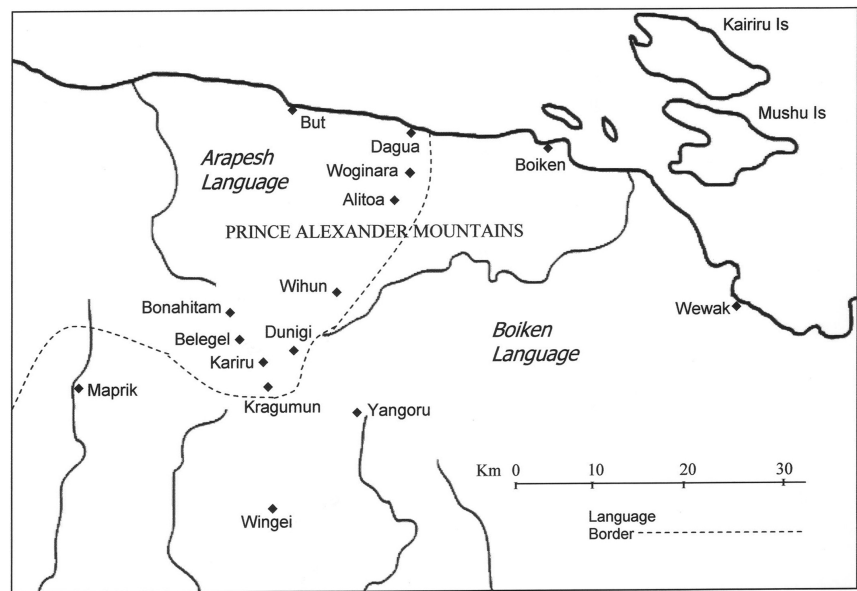 Kairiru Is
Mushu Is
But
Dagua
Boiken
Arapesh
Language
Woginara
Alitoa
PRINCE ALEXANDER MOUNTAINS
Wihun
Bonahitam
Wewak
Belegel
Dunigi
Boiken
Language
Kariru
Maprik
Kragumun
Yangoru
Km 0 10 20 30
Wingei
Language
Border